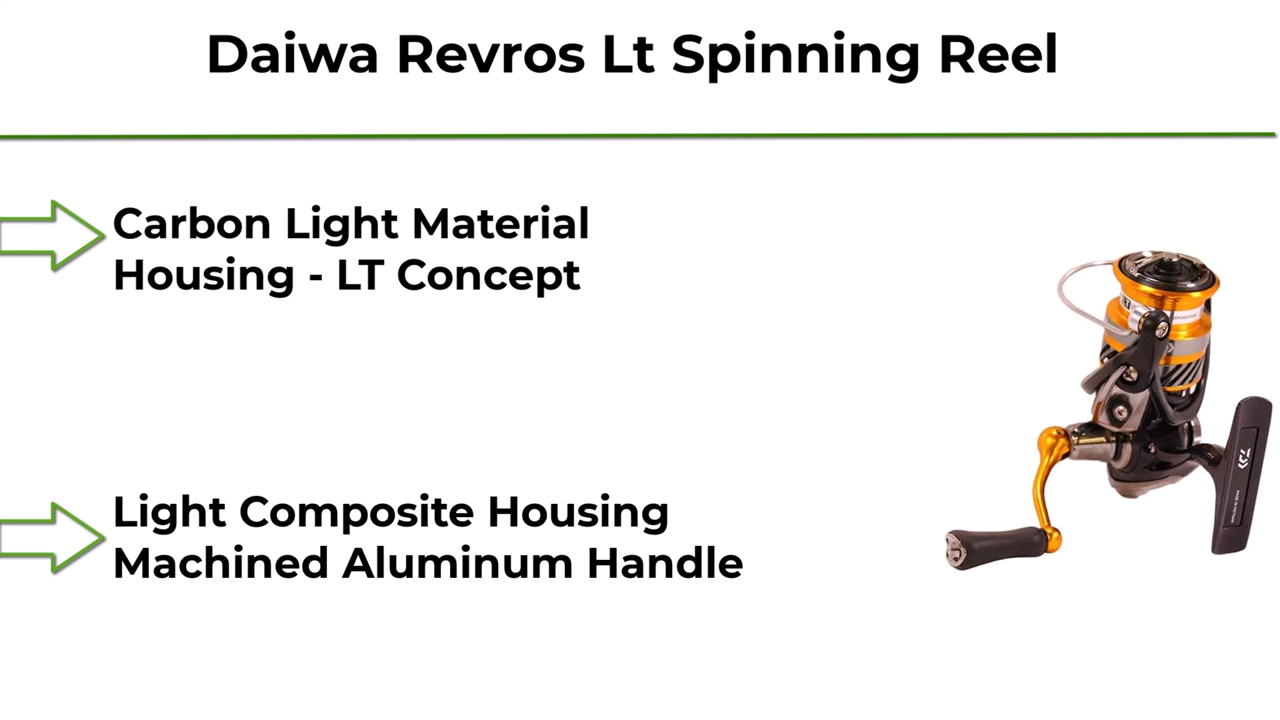 Daiwa Revros Lt Spinning Reel
Carbon Light Material
Housing - LT Concept
Light Composite Housing
Machined Aluminum Handle